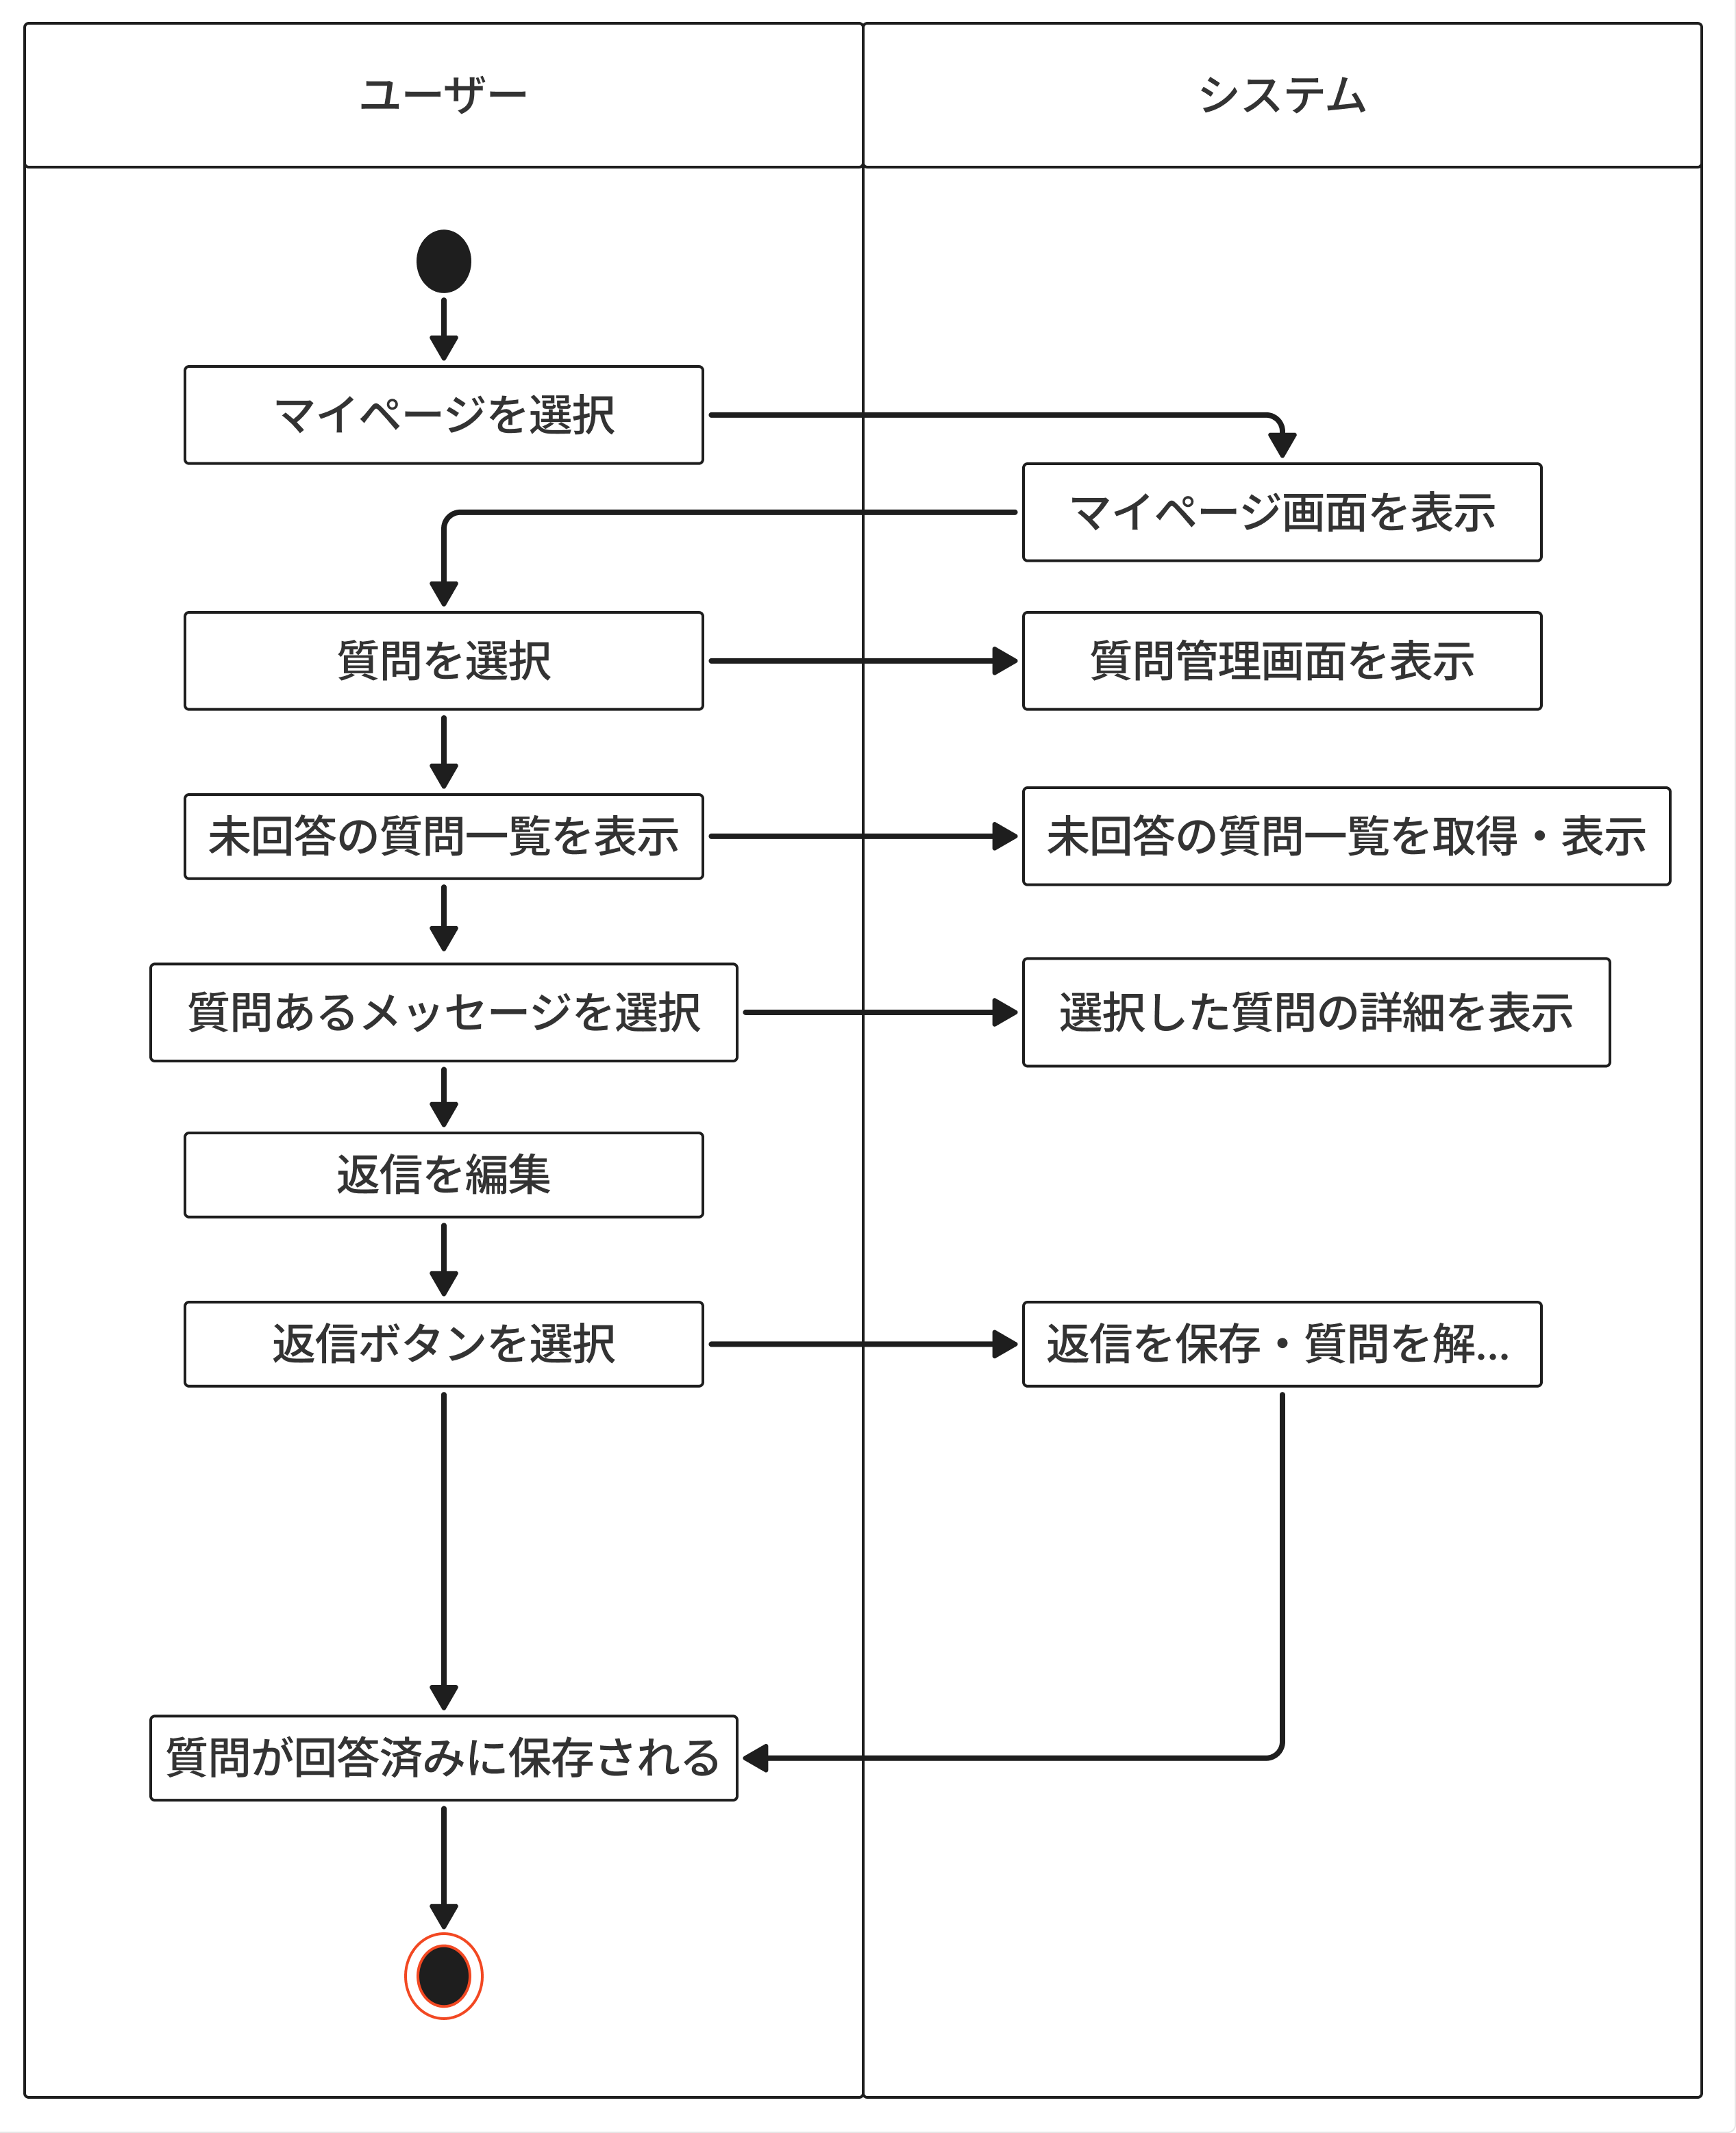 ユーザー
システム
マイページを選択
マイページ画面を表示
質問を選択
質問管理画面を表示
未回答の質問一覧を表示
未回答の質問一覧を取得・表示
質問あるメッセージを選択
選択した質問の詳細を表示
返信を編集
返信ボタンを選択
返信を保存・質問を解...
質問が回答済みに保存される